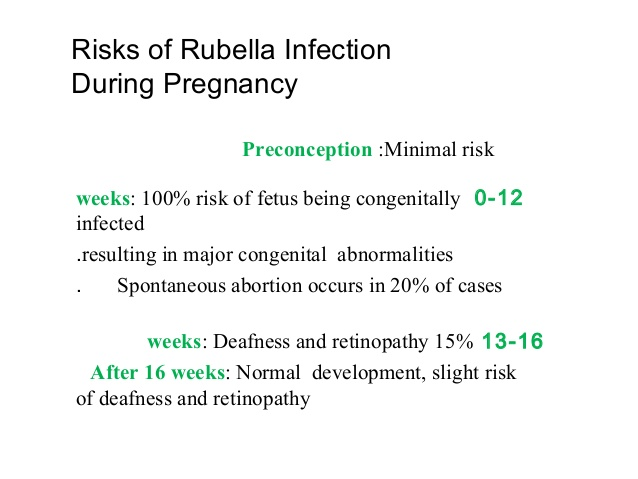 Risks of Rubella Infection
During Pregnancy
Preconception :Minimal risk
weeks: 100% risk of fetus being congenitally 0-12
infected
.resulting in major congenital abnormalities
. Spontaneous abortion occurs in 20% of cases
weeks: Deafness and retinopathy 15% 13-16
After 16 weeks: Normal development, slight risk
of deafness and retinopathy